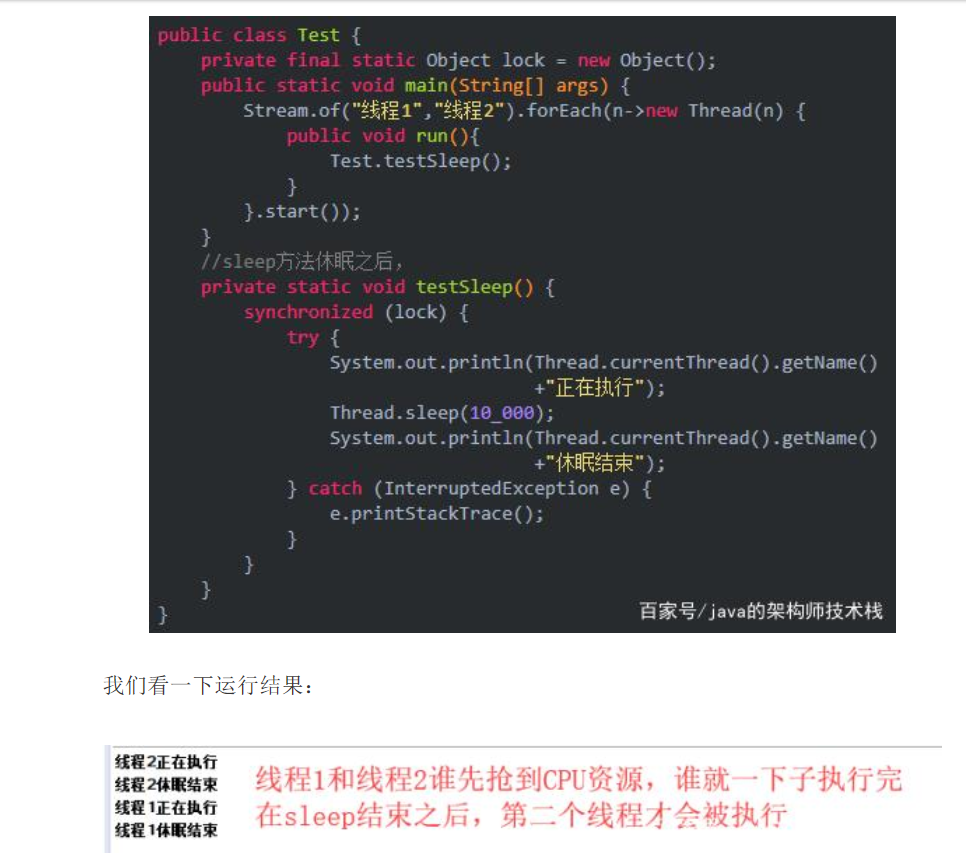 public class Test {
private final static Object lock = new Object();
public static void main(String[] args) {
Stream.of("线程1","线程2").forEach(n->new Thread(n) {
public void run(){
Test.testSleep();
}
}.start());
}
//sleep方法休眠之后,
private static void testSleep() {
synchronized (lock) {
try {
System.out.println(Thread.currentThread().getName()
+"正在执行");
Thread.sleep(10_000);
System.out.println(Thread.currentThread().getName()
+"休眠结束");
} catch (InterruptedException e) {
e.printStackTrace();
}
}
}
}
百家号/java的架构师技术栈
我们看一下运行结果：
线程2正在执行
线程2休眠结束
线程1正在执行
线程1休眠结束
线程1和线程2谁先抢到CPU资源，谁就一下子执行完
在sleep结束之后，第二个线程才会被执行